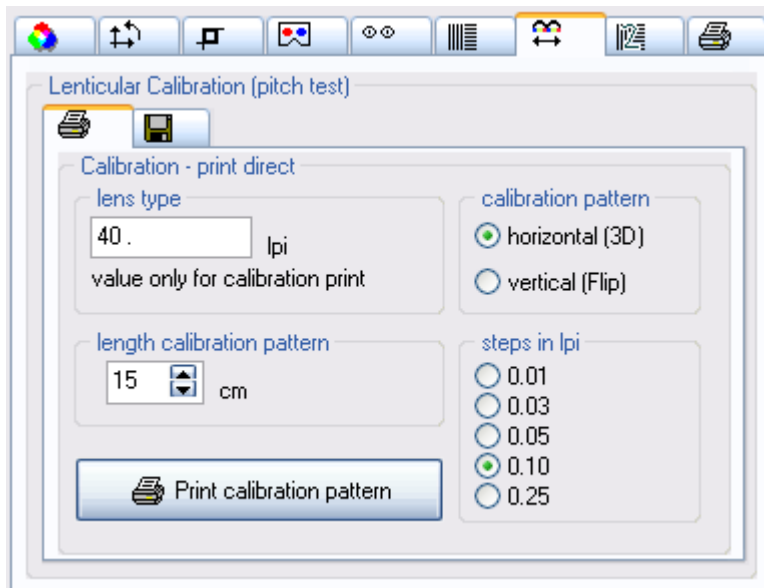 Lenticular Calibration (pitch test)
Calibration - print direct
lens type
40 . lpi
value only for calibration print
calibration pattern
horizontal (3D)
vertical (Flip)
length calibration pattern
15 cm
steps in lpi
0.01
0.03
0.05
0.10
0.25
Print calibration pattern